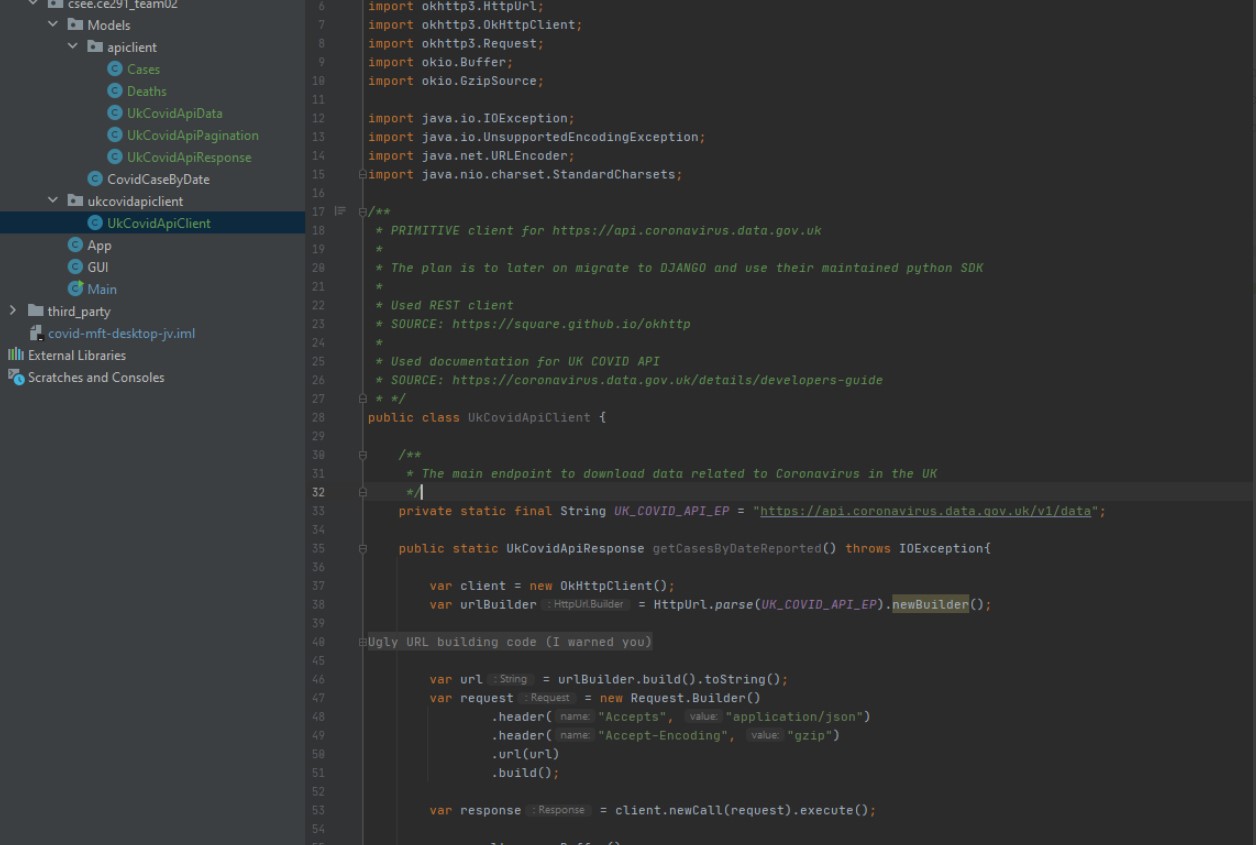 csee.ce291_team02
Models
apiclient
Cases
Deaths
UkCovidApiData
UkCovidApiPagination
UkCovidApiResponse
CovidCaseByDate
ukcovidapiclient
UkCovidApiClient
App
GUI
Main
third_party
covid-mft-desktop-jv.iml
External Libraries
Scratches and Consoles
6 import okhttp3.HttpUrl;
7 import okhttp3.OkHttpClient;
8 import okhttp3.Request;
9 import okio.Buffer;
10 import okio.GzipSource;
11
12 import java.io.IOException;
13 import java.io.UnsupportedEncodingException;
14 import java.net.URLEncoder;
15 import java.nio.charset.StandardCharsets;
16
17 /**
18 * PRIMITIVE client for https://api.coronavirus.data.gov.uk
19 *
20 * The plan is to later on migrate to DJANGO and use their maintained python SDK
21 *
22 * Used REST client
23 * SOURCE: https://square.github.io/okhttp
24 *
25 * Used documentation for UK COVID API
26 * SOURCE: https://coronavirus.data.gov.uk/details/developers-guide
27 * */
28 public class UkCovidApiClient {
29
30 /**
31 * The main endpoint to download data related to Coronavirus in the UK
32 */
33 private static final String UK_COVID_API_EP = "https://api.coronavirus.data.gov.uk/v1/data";
34
35 public static UkCovidApiResponse getCasesByDateReported() throws IOException{
36
37 var client = new OkHttpClient();
38 var urlBuilder : HttpUrl.Builder = HttpUrl.parse(UK_COVID_API_EP).newBuilder();
39
40 Ugly URL building code (I warned you)
45
46 var url : String = urlBuilder.build().toString();
47 var request : Request = new Request.Builder()
48 .header( name: "Accepts", value: "application/json")
49 .header( name: "Accept-Encoding", value: "gzip")
50 .url(url)
51 .build();
52
53 var response : Response = client.newCall(request).execute();
54